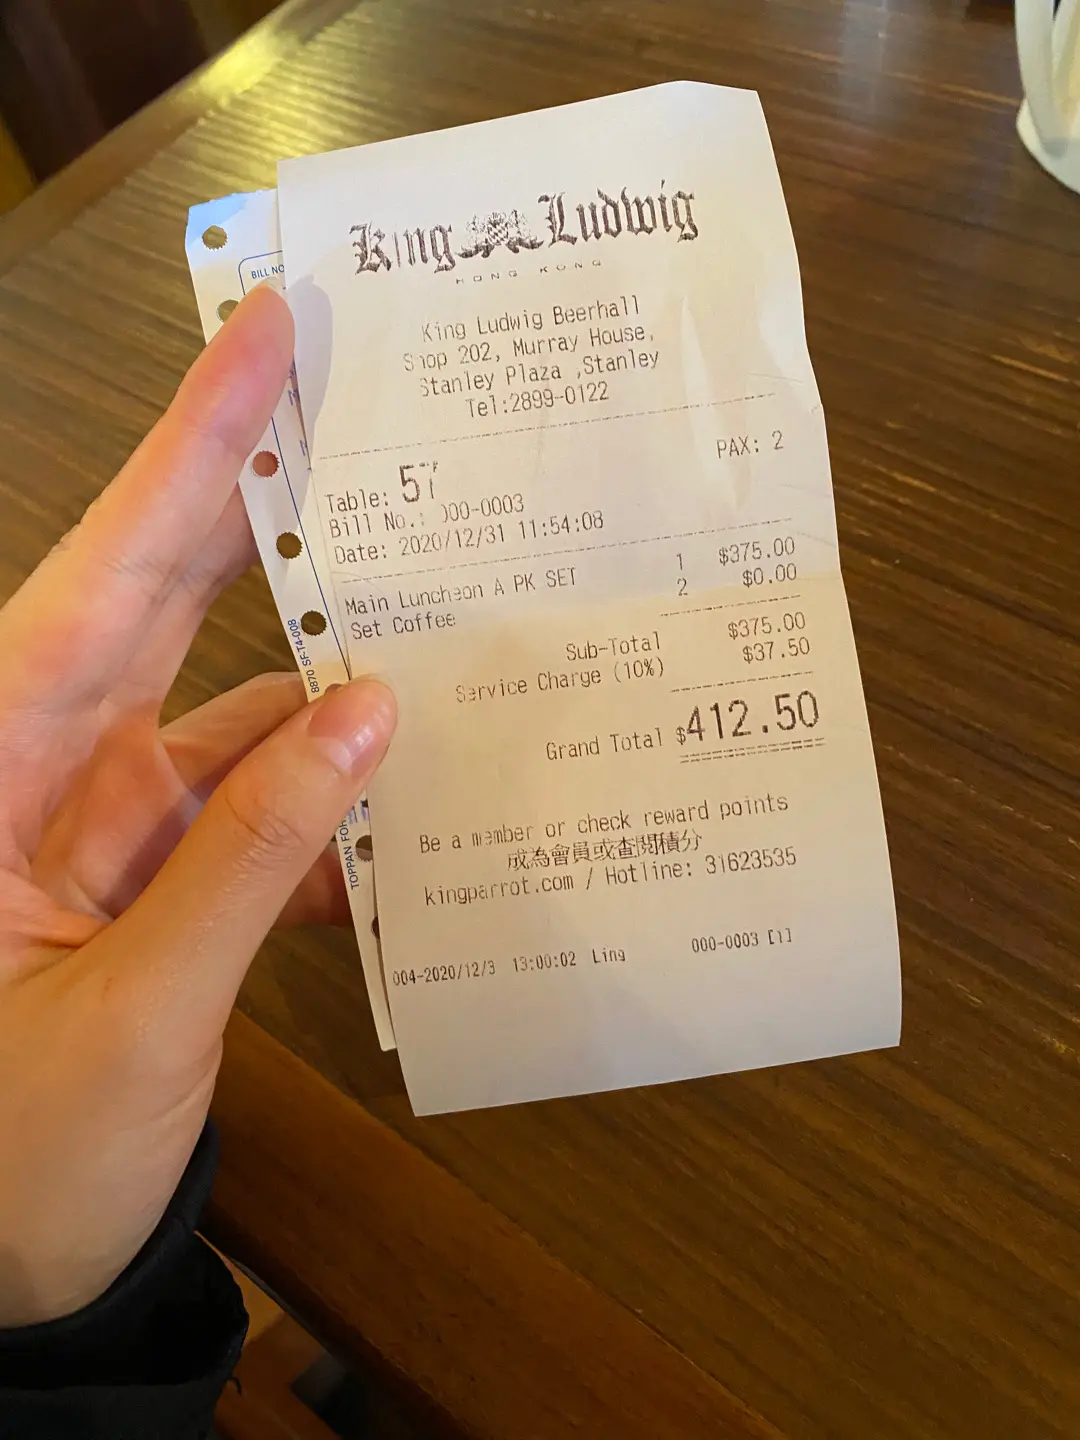 BILL NO
King Ludwig
HONG KONG
King Ludwig Beerhall
Shop 202, Murray House,
Stanley Plaza ,Stanley
Tel:2899-0122
PAX: 2
Table: 57
Bill No.: 000-0003
Date: 2020/12/31 11:54:08
Main Luncheon A PK SET 1 $375.00
Set Coffee 2 $0.00
Sub-Total $375.00
Service Charge (10%) $37.50
Grand Total $412.50
Be a member or check reward points
成為會員或查閱積分
kingparrot.com / Hotline: 31623535
004-2020/12/3 13:00:02 Ling 000-0003 [1]
8870 SF-T4-008
TOPPAN FOR